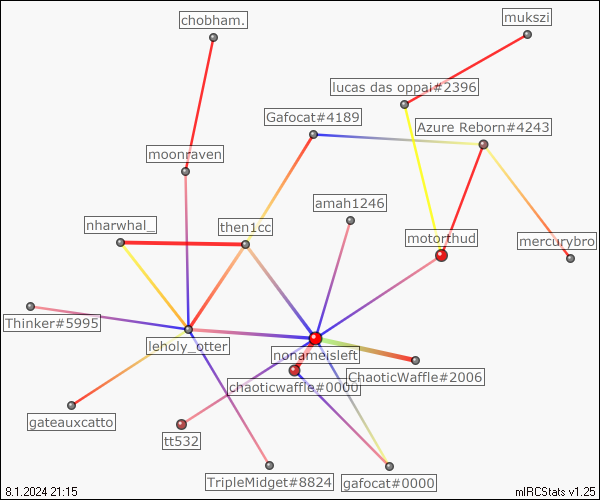 chobham.
mukszi
lucas das oppai#2396
Gafocat#4189
Azure Reborn#4243
moonraven
amah1246
nharwhal_
then1cc
motorthud
mercurybro
Thinker#5995
leholy_otter
nonameisleft
chaoticwaffle#0000
ChaoticWaffle#2006
gateauxcatto
tt532
TripleMidget#8824
gafocat#0000
8.1.2024 21:15
mIRCStats v1.25